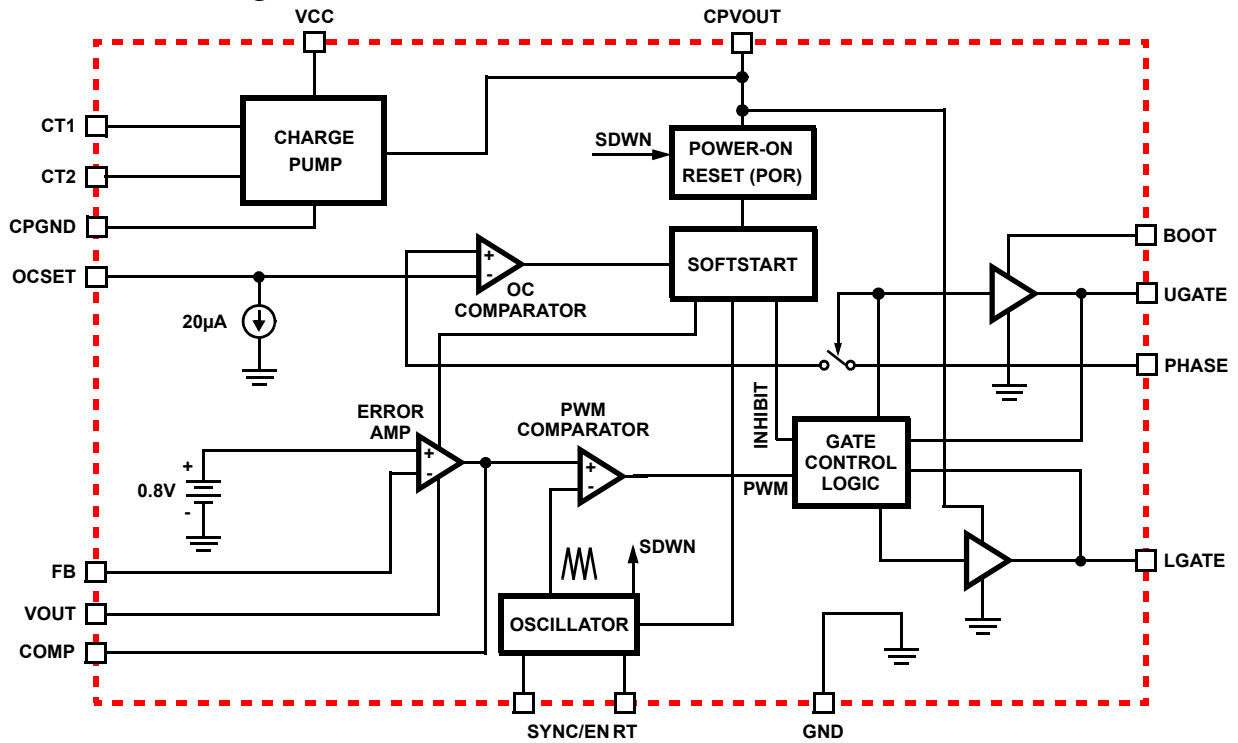 VCC
CPVOUT
CT1
CHARGE
PUMP
SDWN
POWER-ON
RESET (POR)
CT2
CPGND
BOOT
OCSET
+
-
OC
COMPARATOR
SOFTSTART
UGATE
20µA
PHASE
INHIBIT
ERROR
AMP
PWM
COMPARATOR
+
-
+
-
GATE
CONTROL
LOGIC
PWM
+
0.8V
-
SDWN
FB
LGATE
VOUT
OSCILLATOR
COMP
SYNC/EN
RT
GND